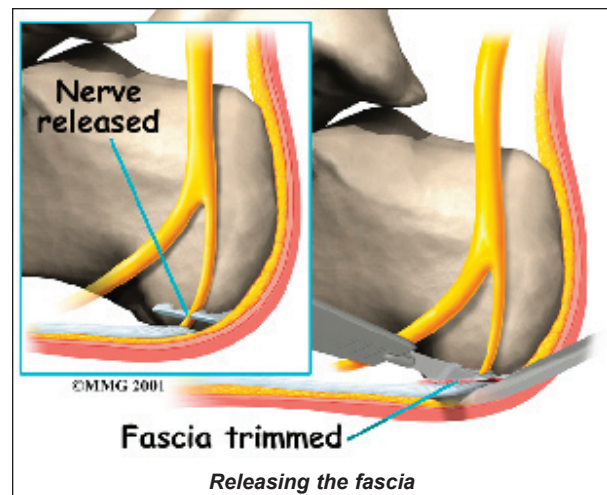 Nerve
released
©MMG 2001
Fascia trimmed
Releasing the fascia